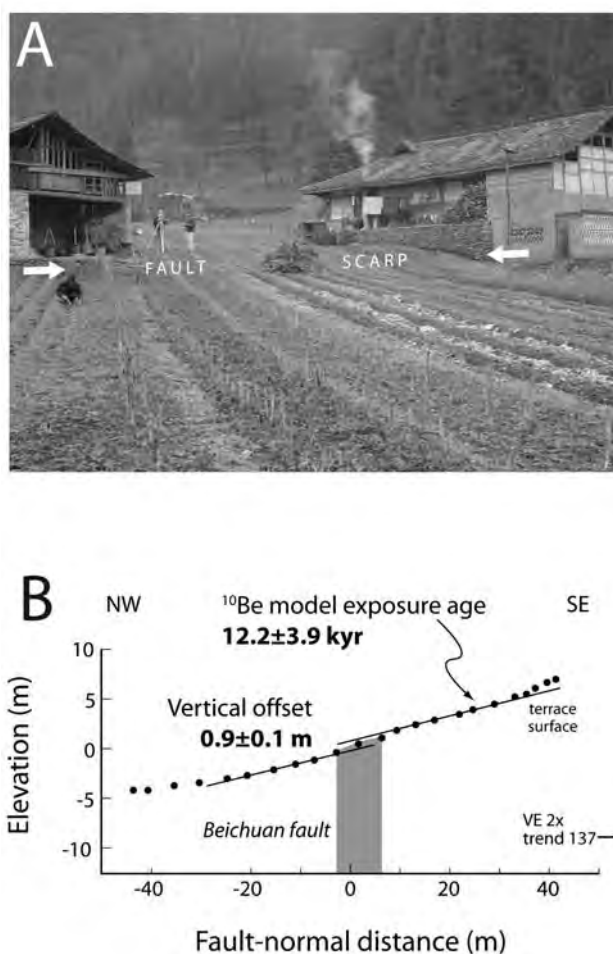 A
FAULT SCARP
B
NW
SE
¹⁰Be model exposure age
12.2±3.9 kyr
Vertical offset
0.9±0.1 m
terrace
surface
Beichuan fault
VE 2x
trend 137
Elevation (m)
10
5
0
-5
-10
-40 -20 0 20 40
Fault-normal distance (m)